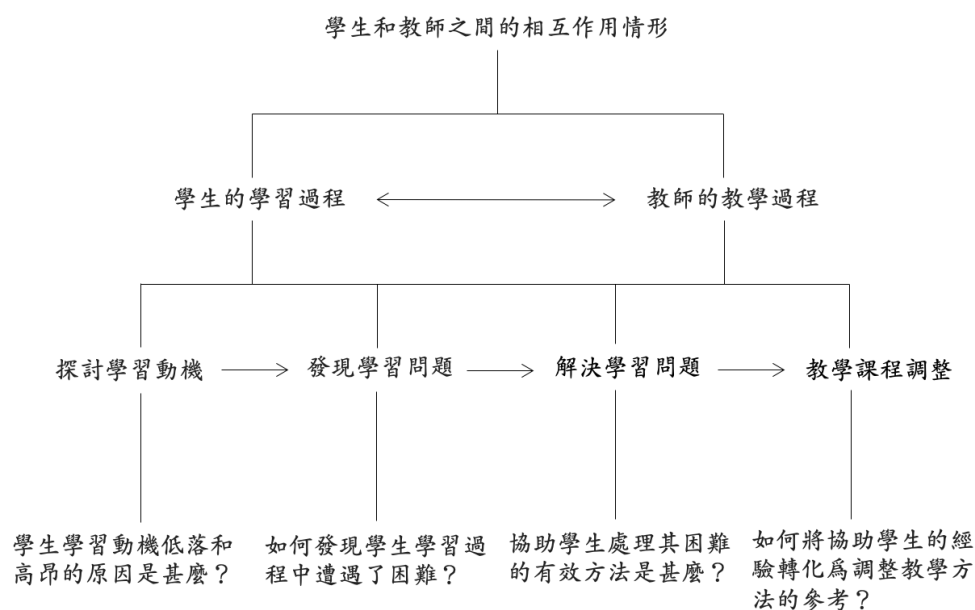 學生和教師之間的相互作用情形
學生的學習過程
教師的教學過程
探討學習動機
發現學習問題
解決學習問題
教學課程調整
學生學習動機低落和
高昂的原因是甚麼？
如何發現學生學習過
程中遭遇了困難？
協助學生處理其困難
的有效方法是甚麼？
如何將協助學生的經
驗轉化爲調整教學方
法的參考？